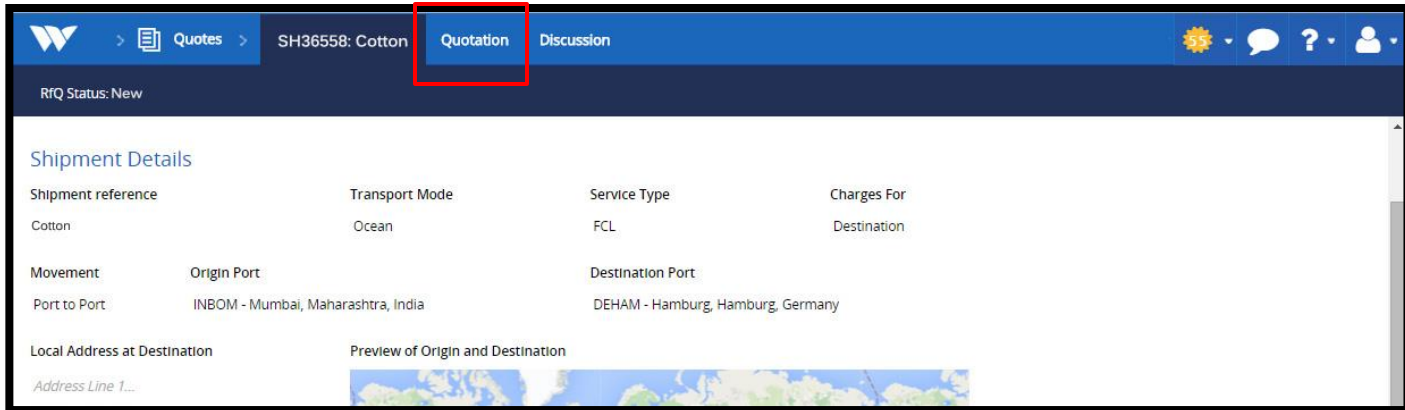 > Quotes > SH36558: Cotton Quotation Discussion 55 ?
RfQ Status: New
Shipment Details
Shipment reference Transport Mode Service Type Charges For
Cotton Ocean FCL Destination
Movement Origin Port Destination Port
Port to Port INBOM - Mumbai, Maharashtra, India DEHAM - Hamburg, Hamburg, Germany
Local Address at Destination Preview of Origin and Destination
Address Line 1...